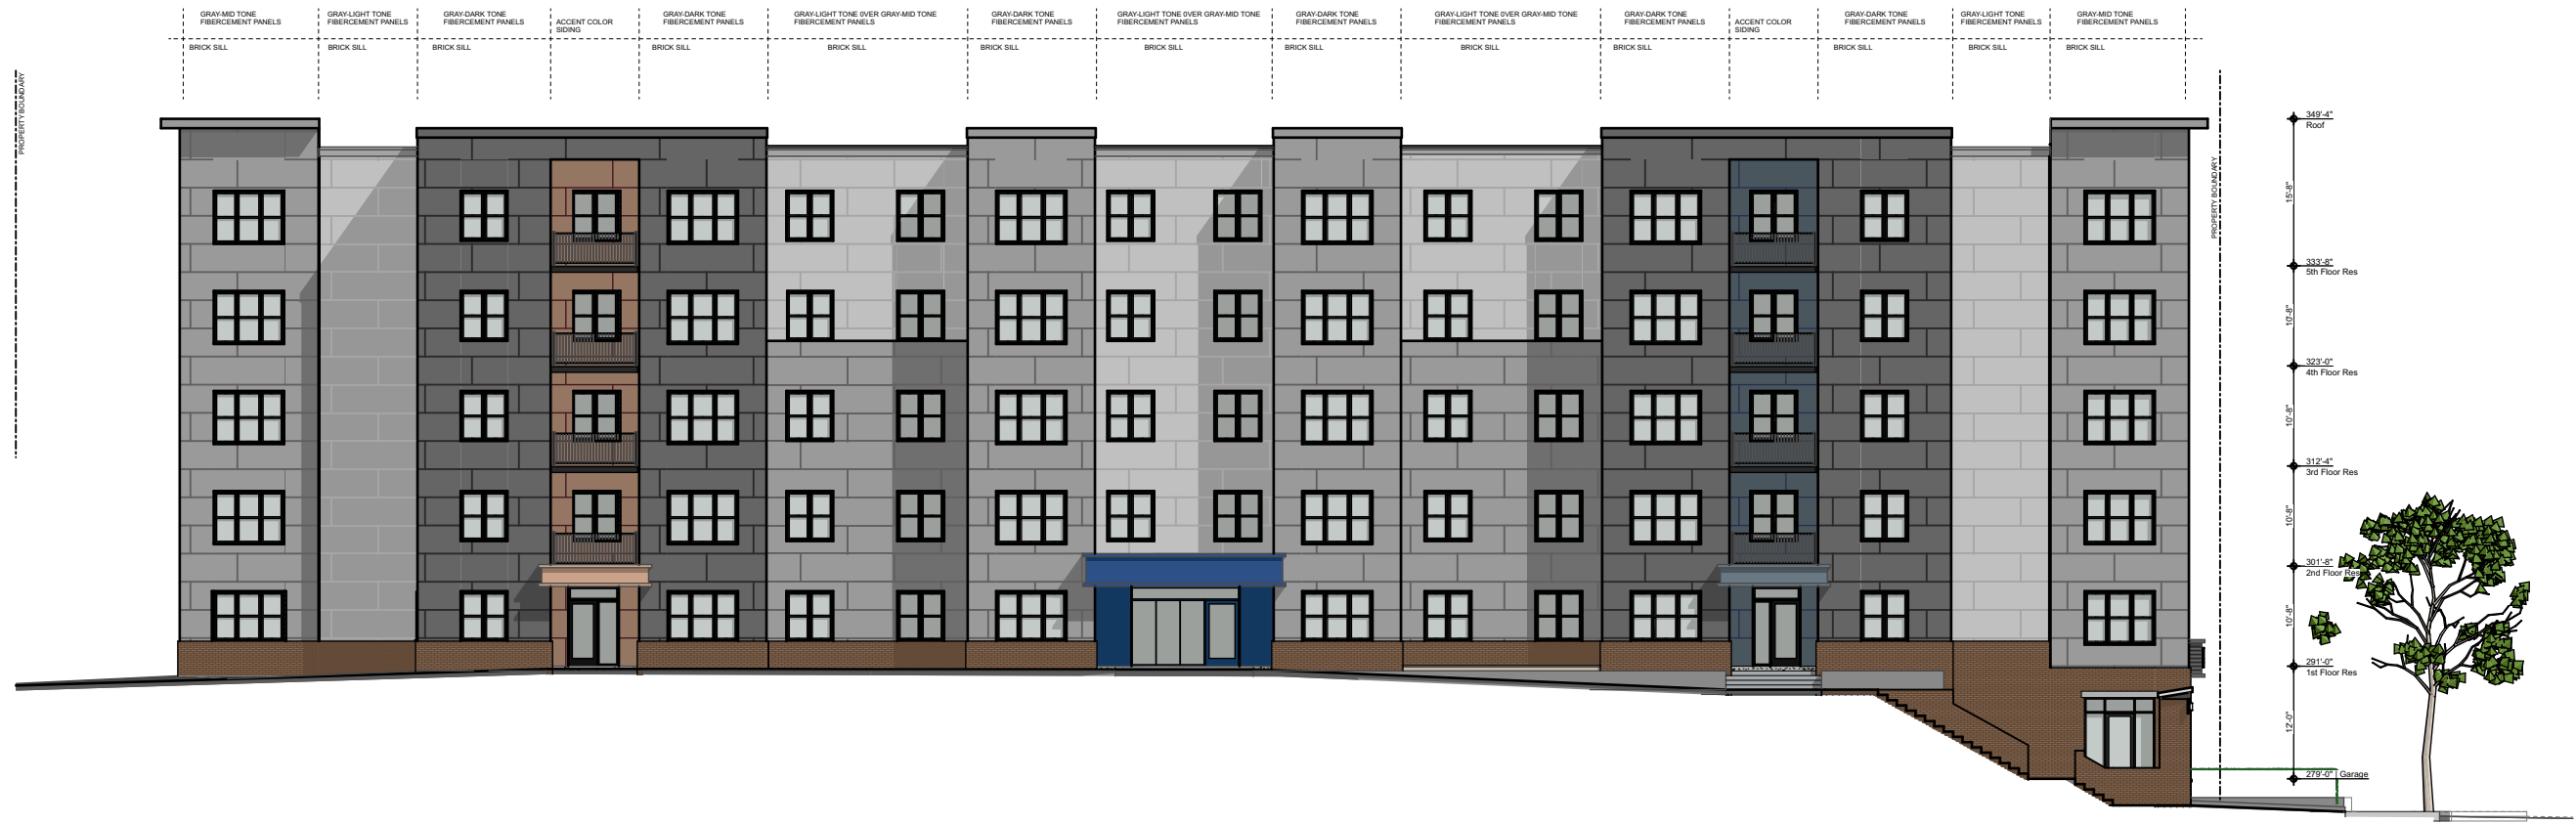 GRAY-MID TONE
FIBERCEMENT PANELS
GRAY-LIGHT TONE
FIBERCEMENT PANELS
GRAY-DARK TONE
FIBERCEMENT PANELS
ACCENT COLOR
SIDING
GRAY-DARK TONE
FIBERCEMENT PANELS
GRAY-LIGHT TONE 0VER GRAY-MID TONE
FIBERCEMENT PANELS
GRAY-DARK TONE
FIBERCEMENT PANELS
GRAY-LIGHT TONE 0VER GRAY-MID TONE
FIBERCEMENT PANELS
GRAY-DARK TONE
FIBERCEMENT PANELS
GRAY-LIGHT TONE 0VER GRAY-MID TONE
FIBERCEMENT PANELS
GRAY-DARK TONE
FIBERCEMENT PANELS
ACCENT COLOR
SIDING
GRAY-DARK TONE
FIBERCEMENT PANELS
GRAY-LIGHT TONE
FIBERCEMENT PANELS
GRAY-MID TONE
FIBERCEMENT PANELS
BRICK SILL
BRICK SILL
BRICK SILL
BRICK SILL
BRICK SILL
BRICK SILL
BRICK SILL
BRICK SILL
BRICK SILL
BRICK SILL
BRICK SILL
BRICK SILL
BRICK SILL
PROPERTY BOUNDARY
PROPERTY BOUNDARY
349'-4"
Roof
15'-8"
333'-8"
5th Floor Res
10'-8"
323'-0"
4th Floor Res
10'-8"
312'-4"
3rd Floor Res
10'-8"
301'-8"
2nd Floor Res
10'-8"
291'-0"
1st Floor Res
12'-0"
279'-0"
Garage